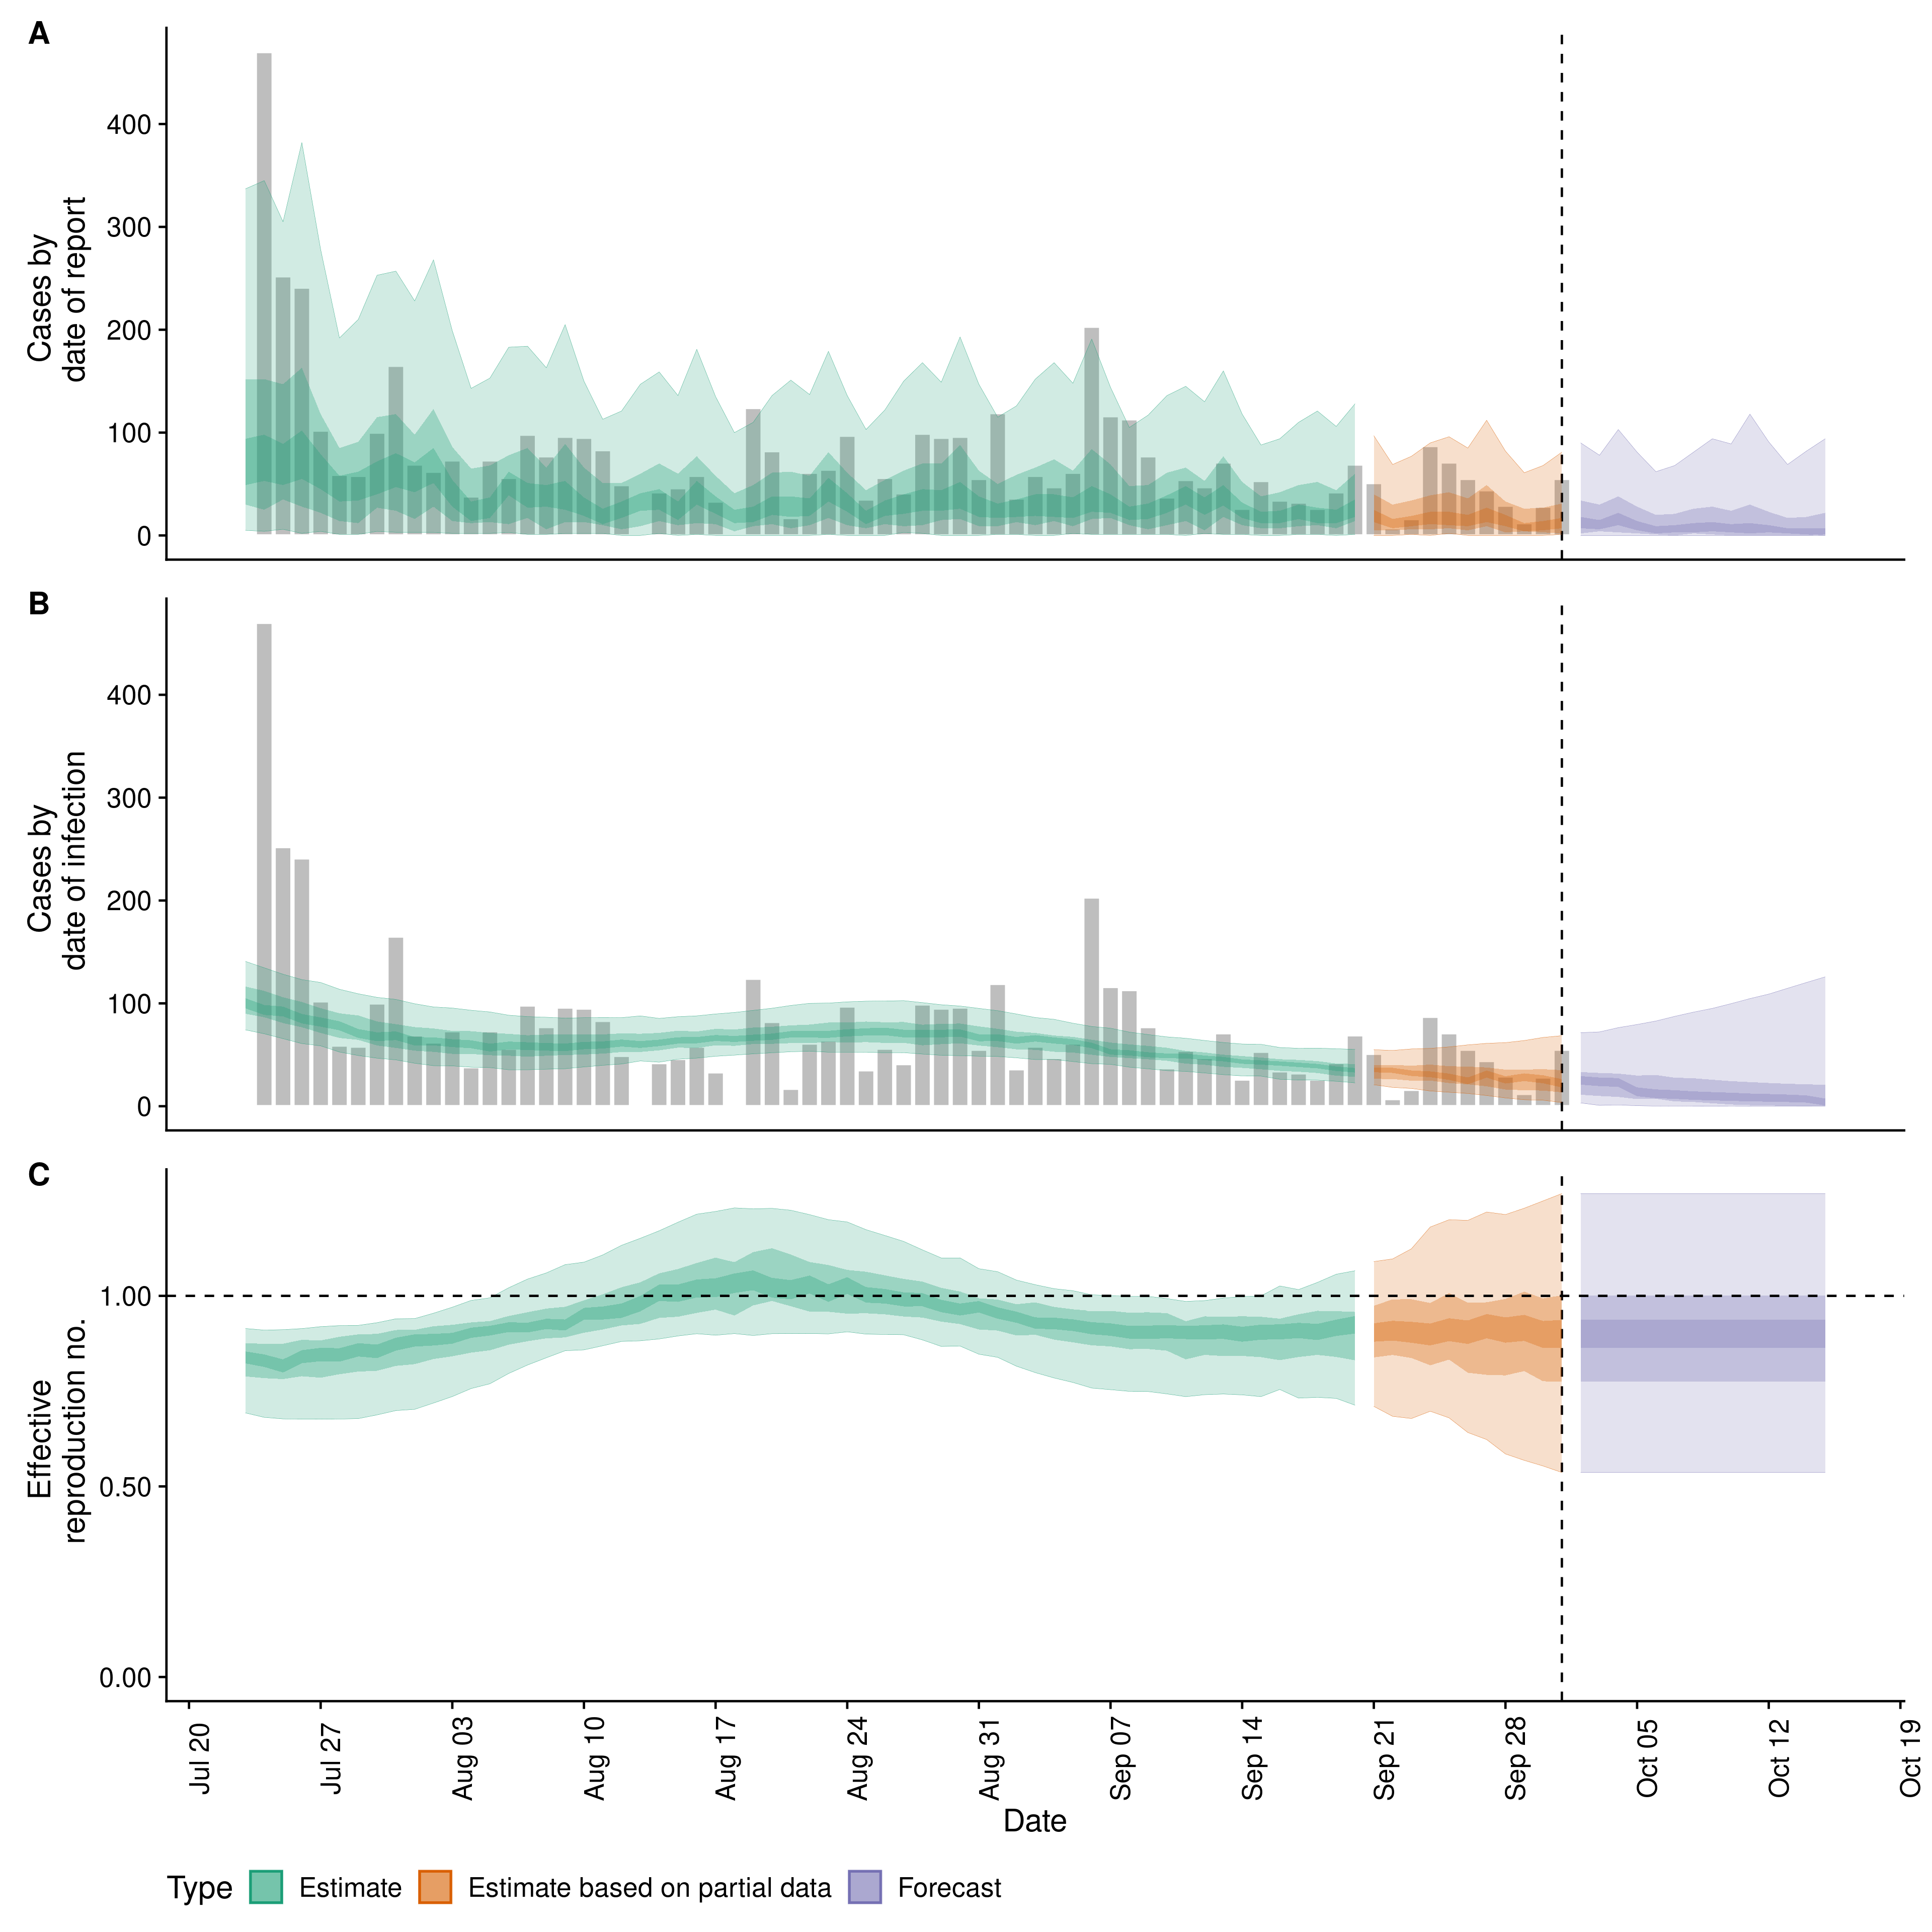 A
Cases by
date of report
400
300
200
100
0
B
Cases by
date of infection
400
300
200
100
0
C
Effective
reproduction no.
1.00
0.50
0.00
Jul 20
Jul 27
Aug 03
Aug 10
Aug 17
Aug 24
Aug 31
Sep 07
Sep 14
Sep 21
Sep 28
Oct 05
Oct 12
Oct 19
Date
Type Estimate Estimate based on partial data Forecast